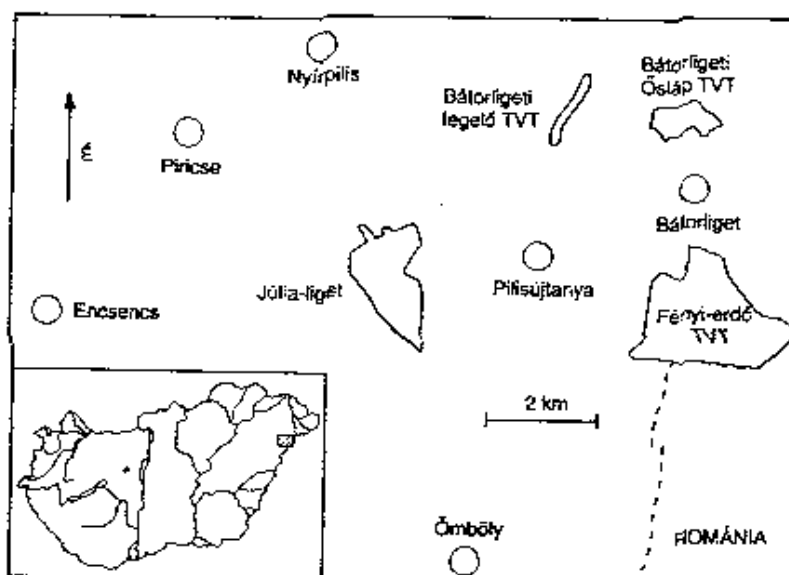 Nyírpilis
Bátorligeti
legelő TVT
Bátorligeti
Ősláp TVT
É
Piricse
Bátorliget
Júlia-liget
Pilisújtanya
Encsencs
Fényi-erdő
TVT
2 km
Ömböly
ROMÁNIA